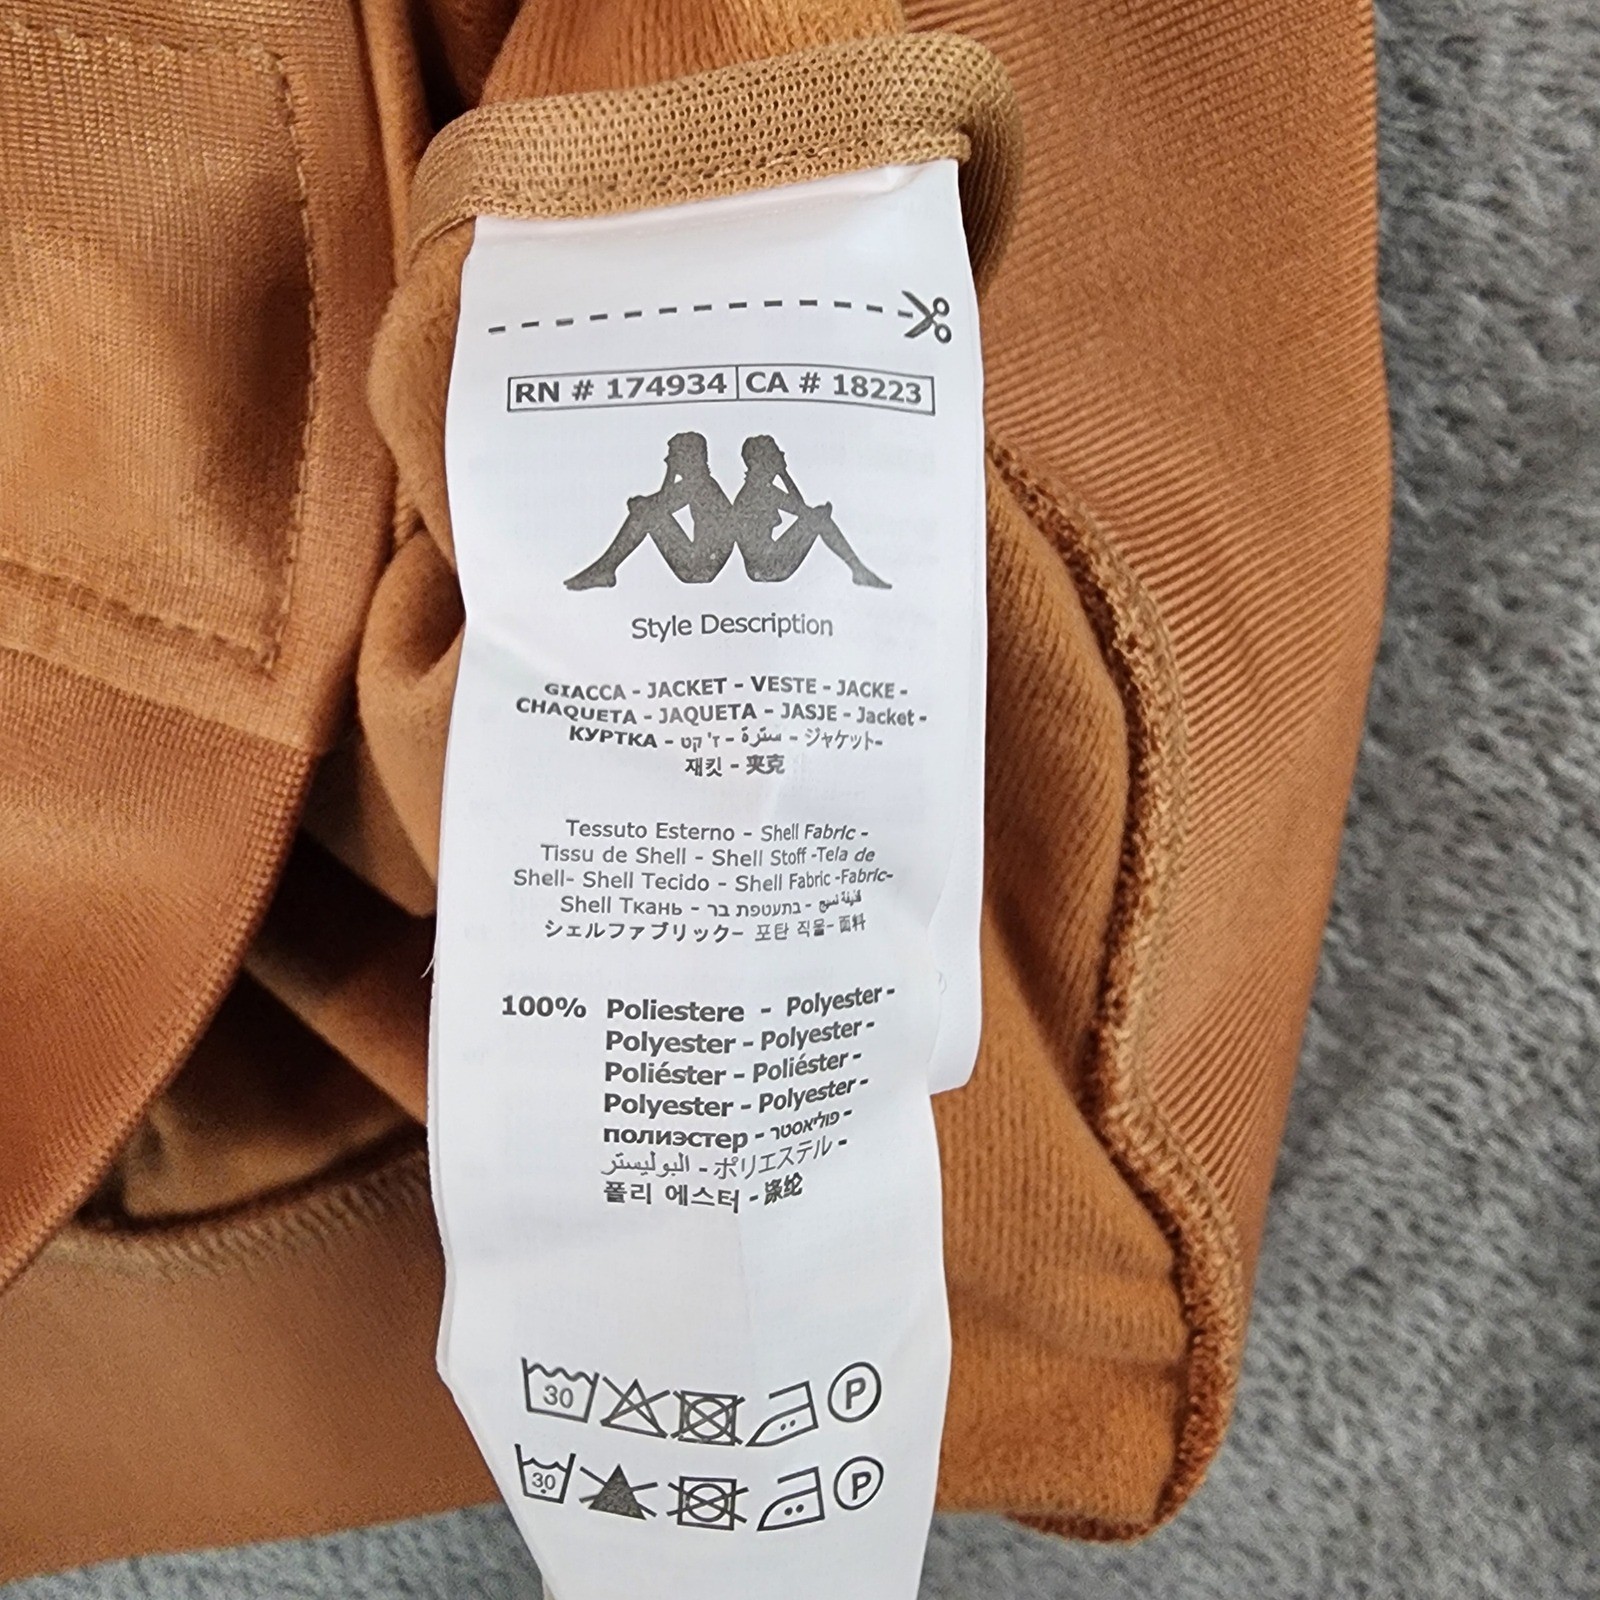 RN # 174934 CA # 18223
Style Description
GIACCA - JACKET - VESTE - JACKE -
CHAQUETA - JAQUETA - JASJE - Jacket -
КУРТКА - ז'קט - سترة - ジャケット-
재킷 - 夹克
Tessuto Esterno - Shell Fabric -
Tissu de Shell - Shell Stoff -Tela de
Shell- Shell Tecido - Shell Fabric -Fabric-
Shell Ткань - בתעטפת בר -
シェルファブリック- 포탄 직물- 面料
100% Poliestere - Polyester -
Polyester - Polyester -
Poliéster - Poliéster -
Polyester - Polyester -
полиэстер - פוליאסטר -
البوليستر - ポリエステル -
폴리 에스터 - 涤纶
30 P
30 P